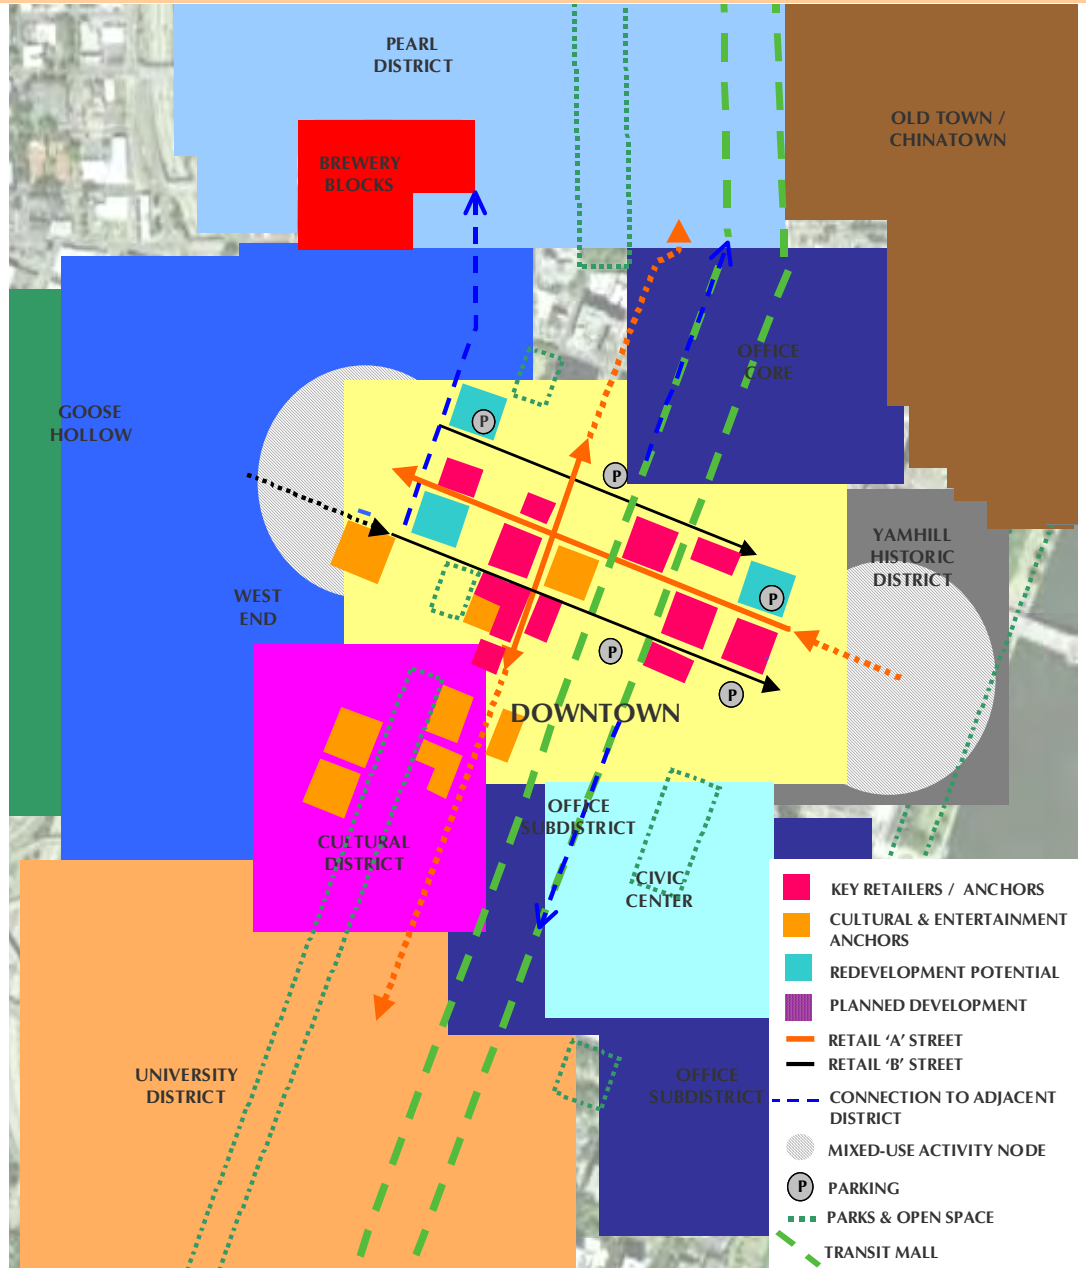 PEARL
DISTRICT
OLD TOWN /
CHINATOWN
BREWERY
BLOCKS
OFFICE
CORE
GOOSE
HOLLOW
P
P
YAMHILL
HISTORIC
DISTRICT
WEST
END
P
P
P
DOWNTOWN
OFFICE
SUBDISTRICT
CULTURAL
DISTRICT
CIVIC
CENTER
UNIVERSITY
DISTRICT
OFFICE
SUBDISTRICT
KEY RETAILERS / ANCHORS
CULTURAL & ENTERTAINMENT
ANCHORS
REDEVELOPMENT POTENTIAL
PLANNED DEVELOPMENT
RETAIL ‘A’ STREET
RETAIL ‘B’ STREET
CONNECTION TO ADJACENT
DISTRICT
MIXED-USE ACTIVITY NODE
P
PARKING
PARKS & OPEN SPACE
TRANSIT MALL